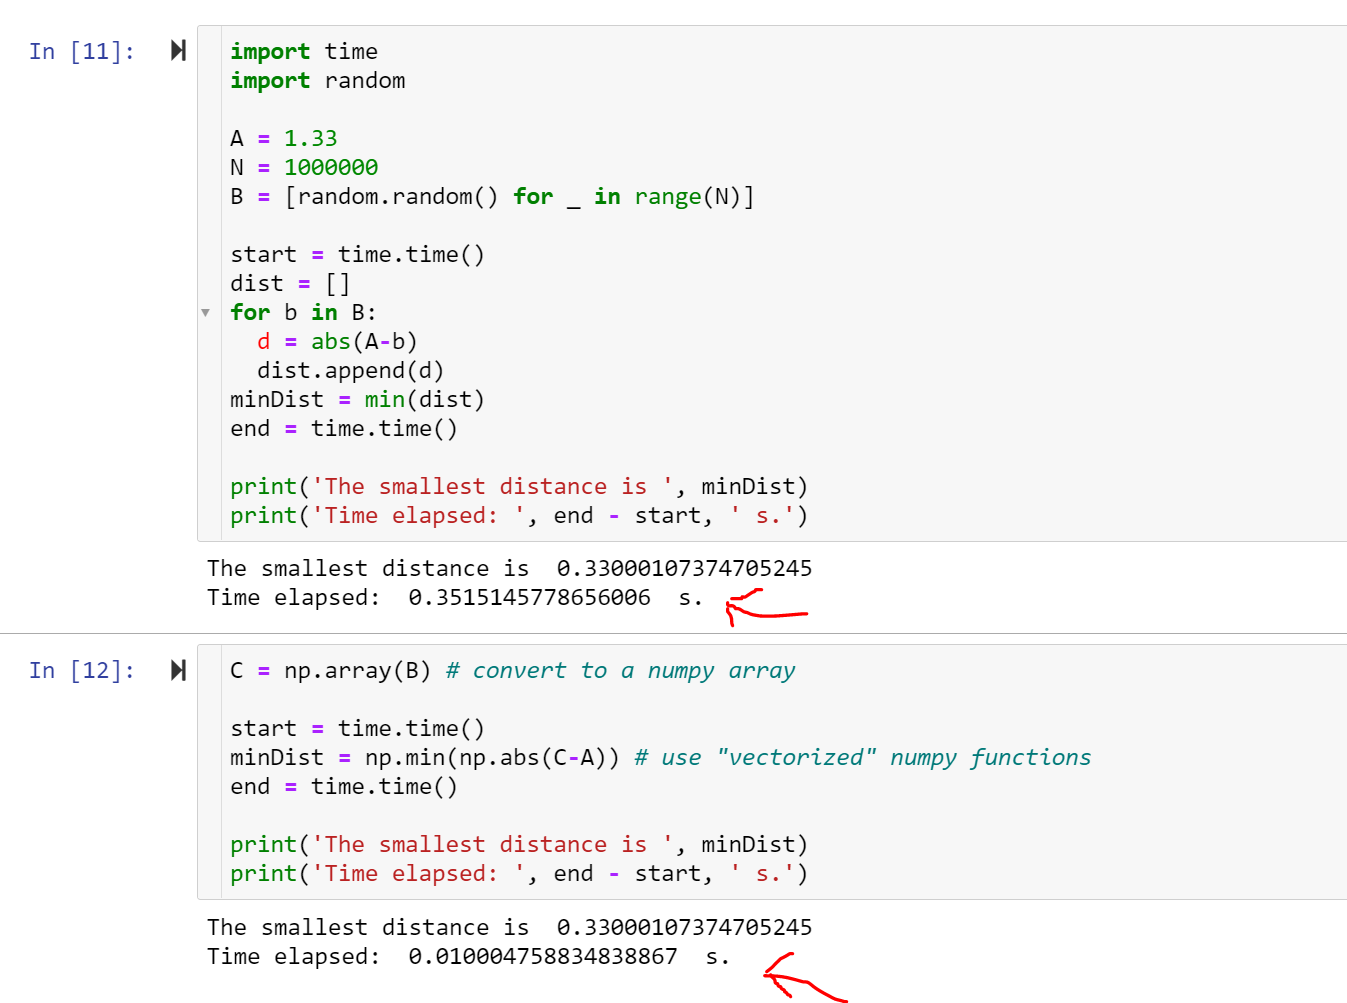 In [11]:
import time
import random
A = 1.33
N = 1000000
B = [random.random() for _ in range(N)]
start = time.time()
dist = []
for b in B:
  d = abs(A-b)
  dist.append(d)
minDist = min(dist)
end = time.time()
print('The smallest distance is ', minDist)
print('Time elapsed: ', end - start, ' s.')
The smallest distance is  0.33000107374705245
Time elapsed:  0.3515145778656006  s.
In [12]:
C = np.array(B) # convert to a numpy array
start = time.time()
minDist = np.min(np.abs(C-A)) # use "vectorized" numpy functions
end = time.time()
print('The smallest distance is ', minDist)
print('Time elapsed: ', end - start, ' s.')
The smallest distance is  0.33000107374705245
Time elapsed:  0.010004758834838867  s.